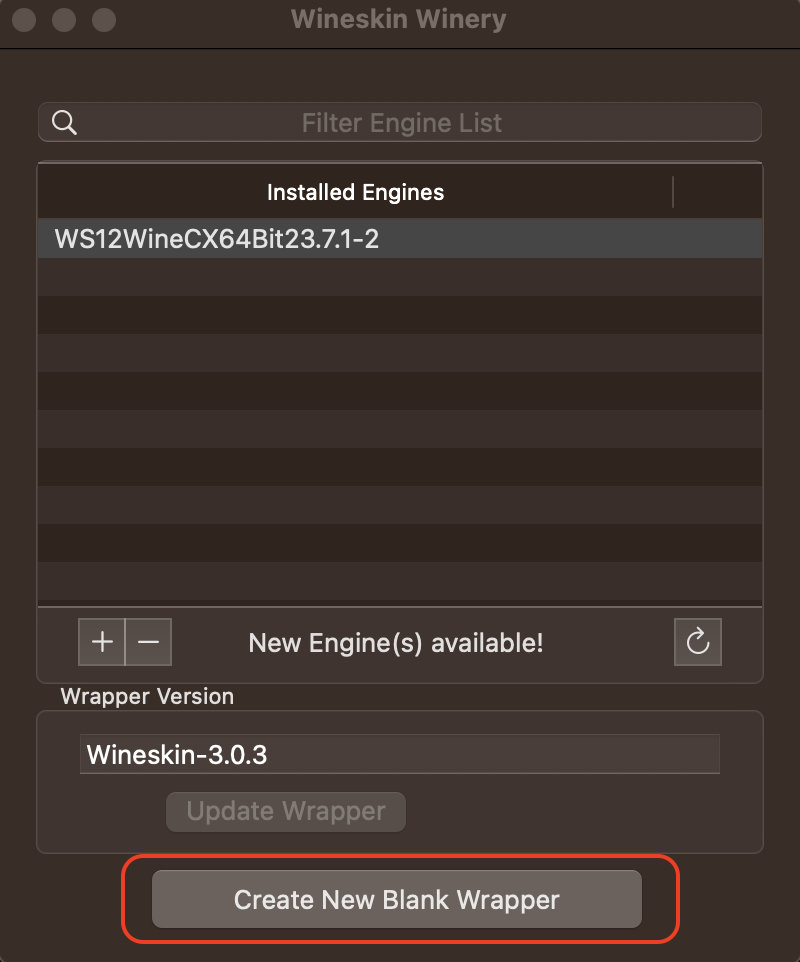 Wineskin Winery
Filter Engine List
Installed Engines
WS12WineCX64Bit23.7.1-2
New Engine(s) available!
Wrapper Version
Wineskin-3.0.3
Update Wrapper
Create New Blank Wrapper